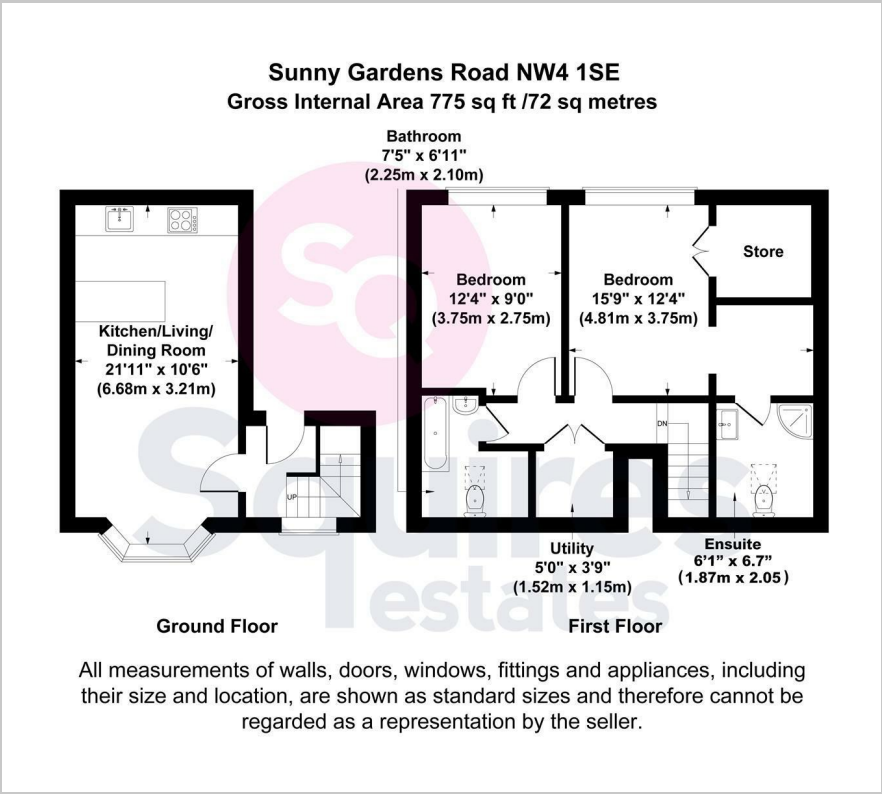 Sunny Gardens Road NW4 1SE
Gross Internal Area 775 sq ft /72 sq metres
Bathroom
7'5" x 6'11"
(2.25m x 2.10m)
SQ
Store
Bedroom
12'4" x 9'0"
(3.75m x 2.75m)
Bedroom
15'9" x 12'4"
(4.81m x 3.75m)
Kitchen/Living/
Dining Room
21'11" x 10'6"
(6.68m x 3.21m)
DN
UP
Squires
estates
Utility
5'0" x 3'9"
(1.52m x 1.15m)
Ensuite
6'1” x 6.7”
(1.87m x 2.05 )
Ground Floor
First Floor
All measurements of walls, doors, windows, fittings and appliances, including
their size and location, are shown as standard sizes and therefore cannot be
regarded as a representation by the seller.